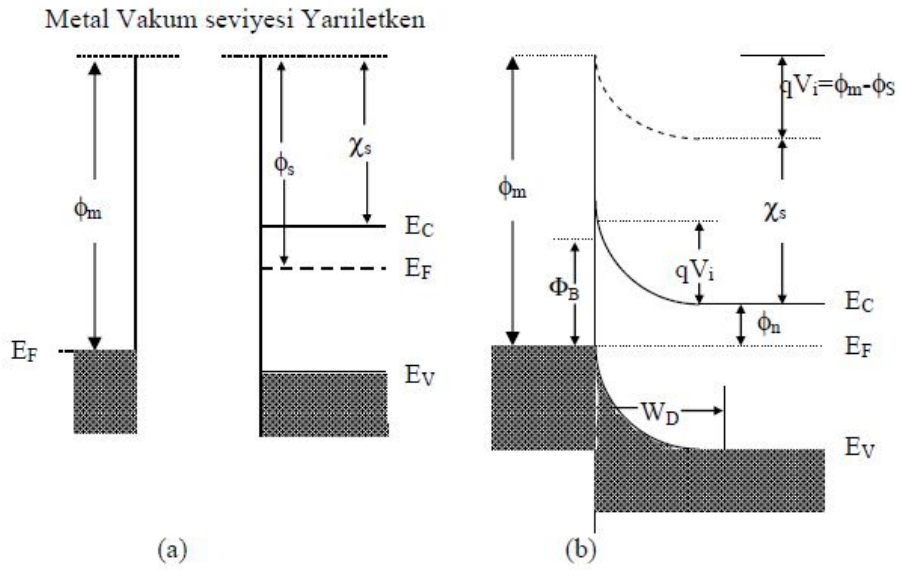 Metal Vakum seviyesi Yarıiletken
ϕm
ϕs
χs
EC
EF
EF
EV
(a)
qVi=ϕm-ϕS
ϕm
χs
qVi
ΦB
EC
ϕn
EF
WD
EV
(b)